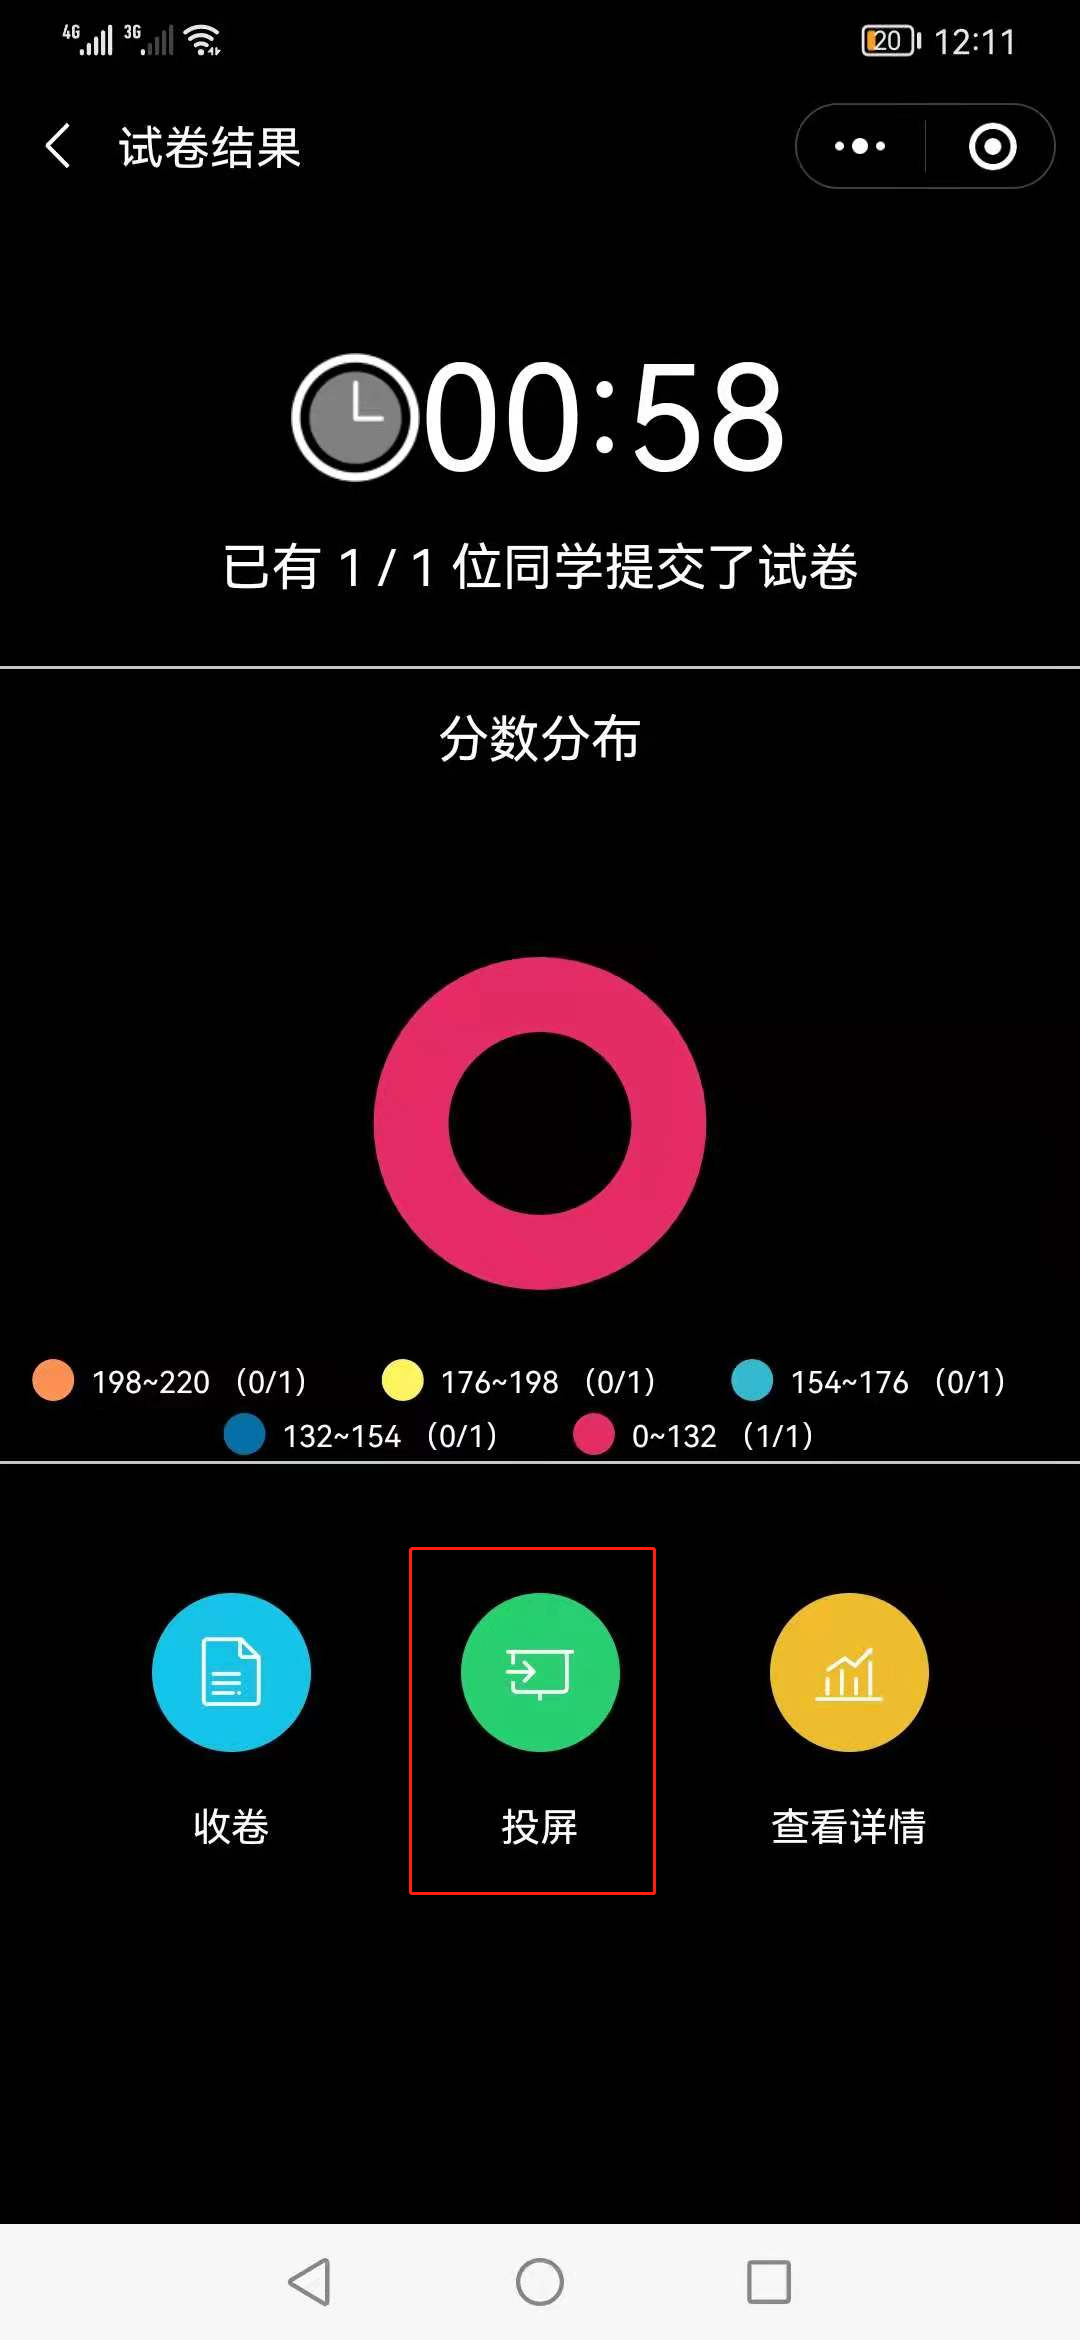 4G 3G 20 12:11
试卷结果
00:58
已有 1 / 1 位同学提交了试卷
分数分布
198~220 (0/1) 176~198 (0/1) 154~176 (0/1)
132~154 (0/1) 0~132 (1/1)
收卷 投屏 查看详情